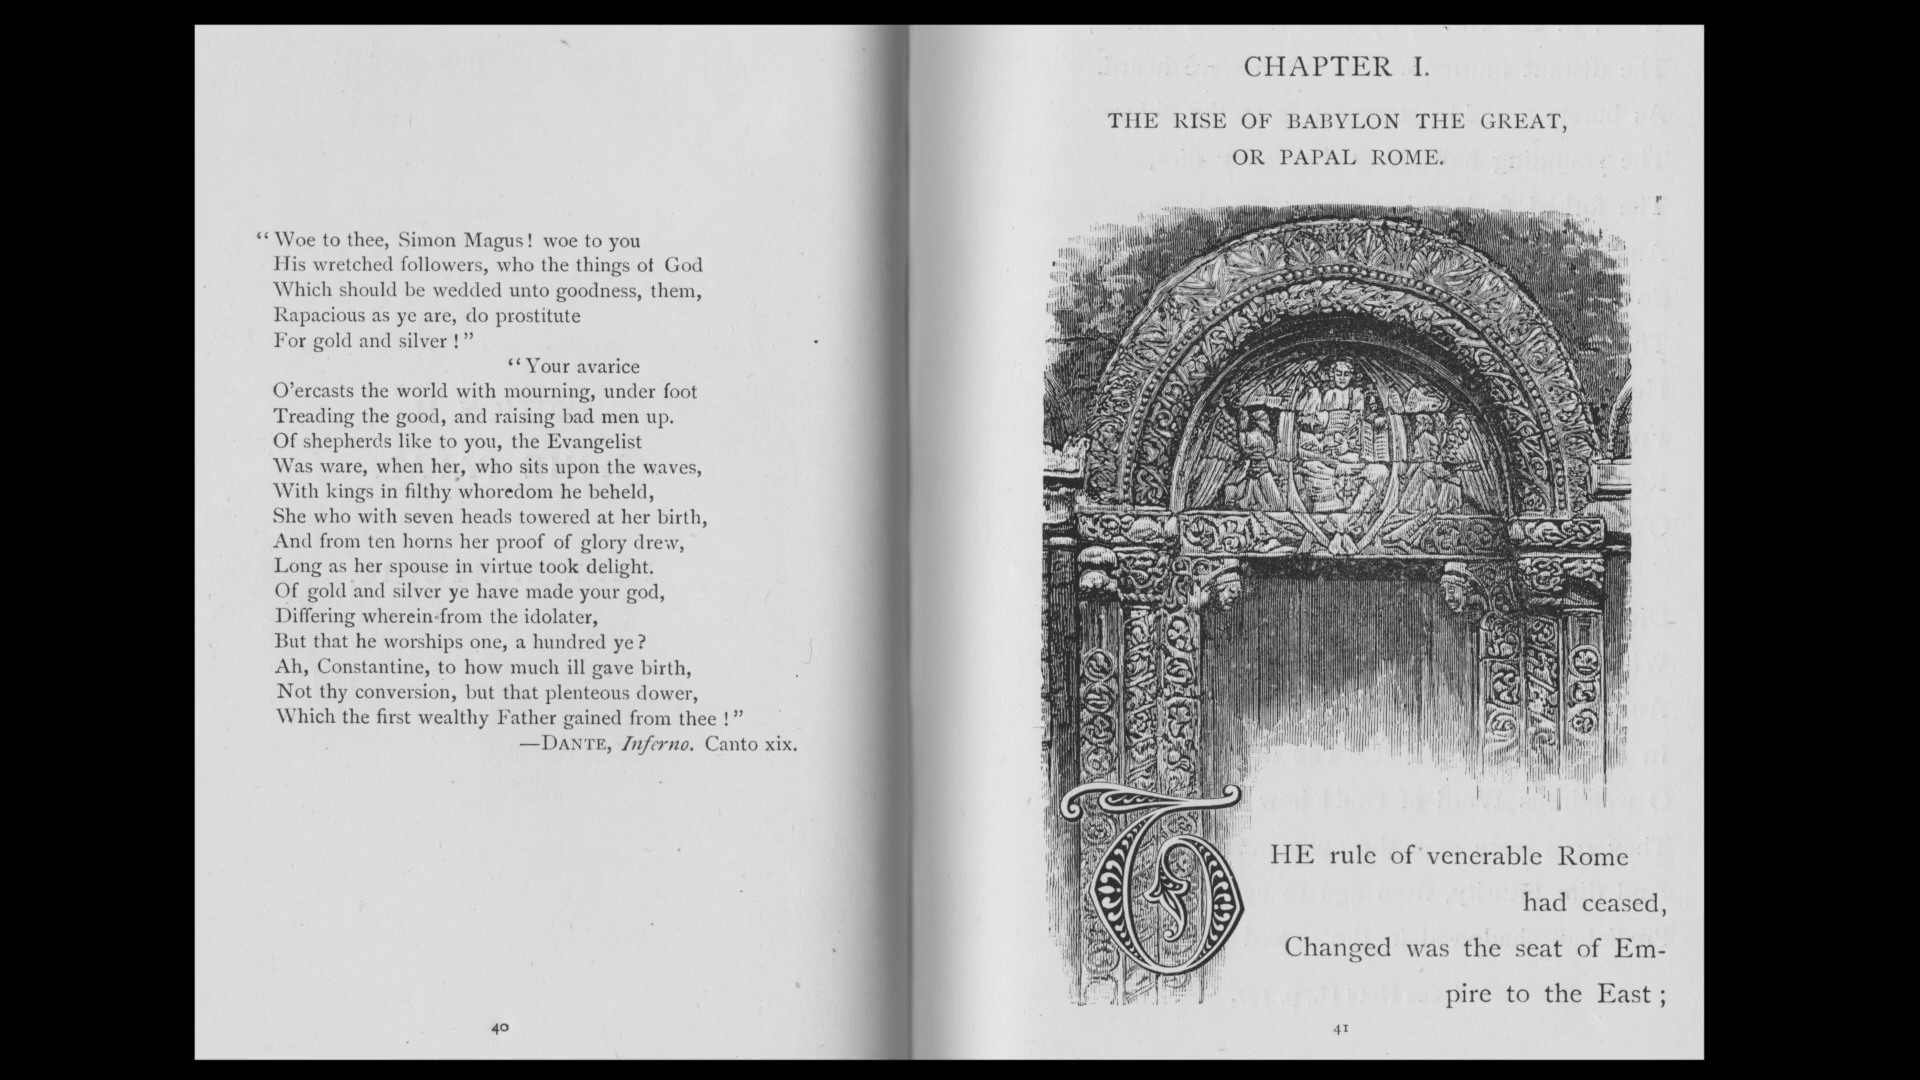 “Woe to thee, Simon Magus! woe to you
His wretched followers, who the things of God
Which should be wedded unto goodness, them,
Rapacious as ye are, do prostitute
For gold and silver!”
“Your avarice
O’ercasts the world with mourning, under foot
Treading the good, and raising bad men up.
Of shepherds like to you, the Evangelist
Was ware, when her, who sits upon the waves,
With kings in filthy whoredom he beheld,
She who with seven heads towered at her birth,
And from ten horns her proof of glory drew,
Long as her spouse in virtue took delight.
Of gold and silver ye have made your god,
Differing wherein from the idolater,
But that he worships one, a hundred ye?
Ah, Constantine, to how much ill gave birth,
Not thy conversion, but that plenteous dower,
Which the first wealthy Father gained from thee!”
—DANTE, Inferno. Canto xix.
40
CHAPTER I.
THE RISE OF BABYLON THE GREAT,
OR PAPAL ROME.
THE rule of venerable Rome
had ceased,
Changed was the seat of Em-
pire to the East;
41